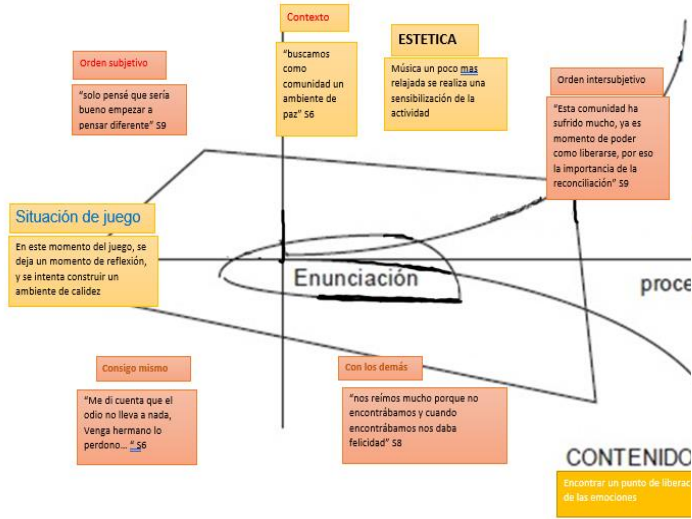 Contexto
"buscamos
como
comunidad un
ambiente de
paz" S6
ESTETICA
Música un poco mas
relajada se realiza una
sensibilización de la
actividad
Orden subjetivo
"solo pensé que sería
bueno empezar a
pensar diferente" S9
Orden intersubjetivo
"Esta comunidad ha
sufrido mucho, ya es
momento de poder
como liberarse, por eso
la importancia de la
reconciliación" S9
Situación de juego
En este momento del juego, se
deja un momento de reflexión,
y se intenta construir un
ambiente de calidez
Enunciación
proce
Consigo mismo
"Me di cuenta que el
odio no lleva a nada,
Venga hermano lo
perdono... " S6
Con los demás
"nos reímos mucho porque no
encontrábamos y cuando
encontrábamos nos daba
felicidad" S8
CONTENIDO
Encontrar un punto de liberac
de las emociones